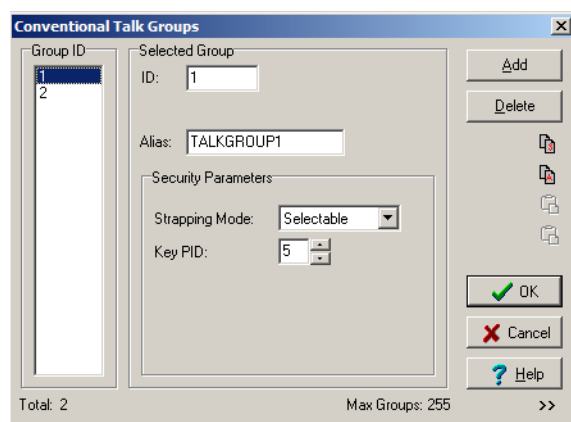 Conventional Talk Groups
Group ID
1
2
Selected Group
ID: 1
Alias: TALKGROUP1
Security Parameters
Strapping Mode: Selectable
Key PID: 5
Add
Delete
OK
Cancel
? Help
Total: 2
Max Groups: 255
>>